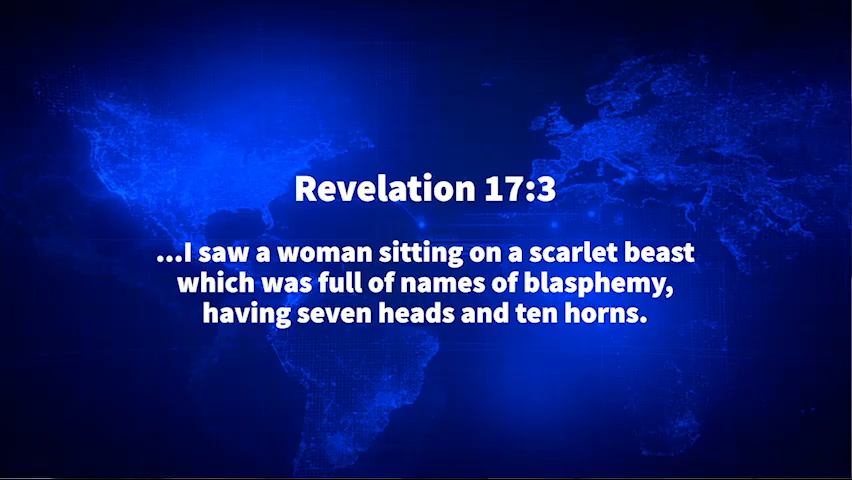 Revelation 17:3
...I saw a woman sitting on a scarlet beast
which was full of names of blasphemy,
having seven heads and ten horns.